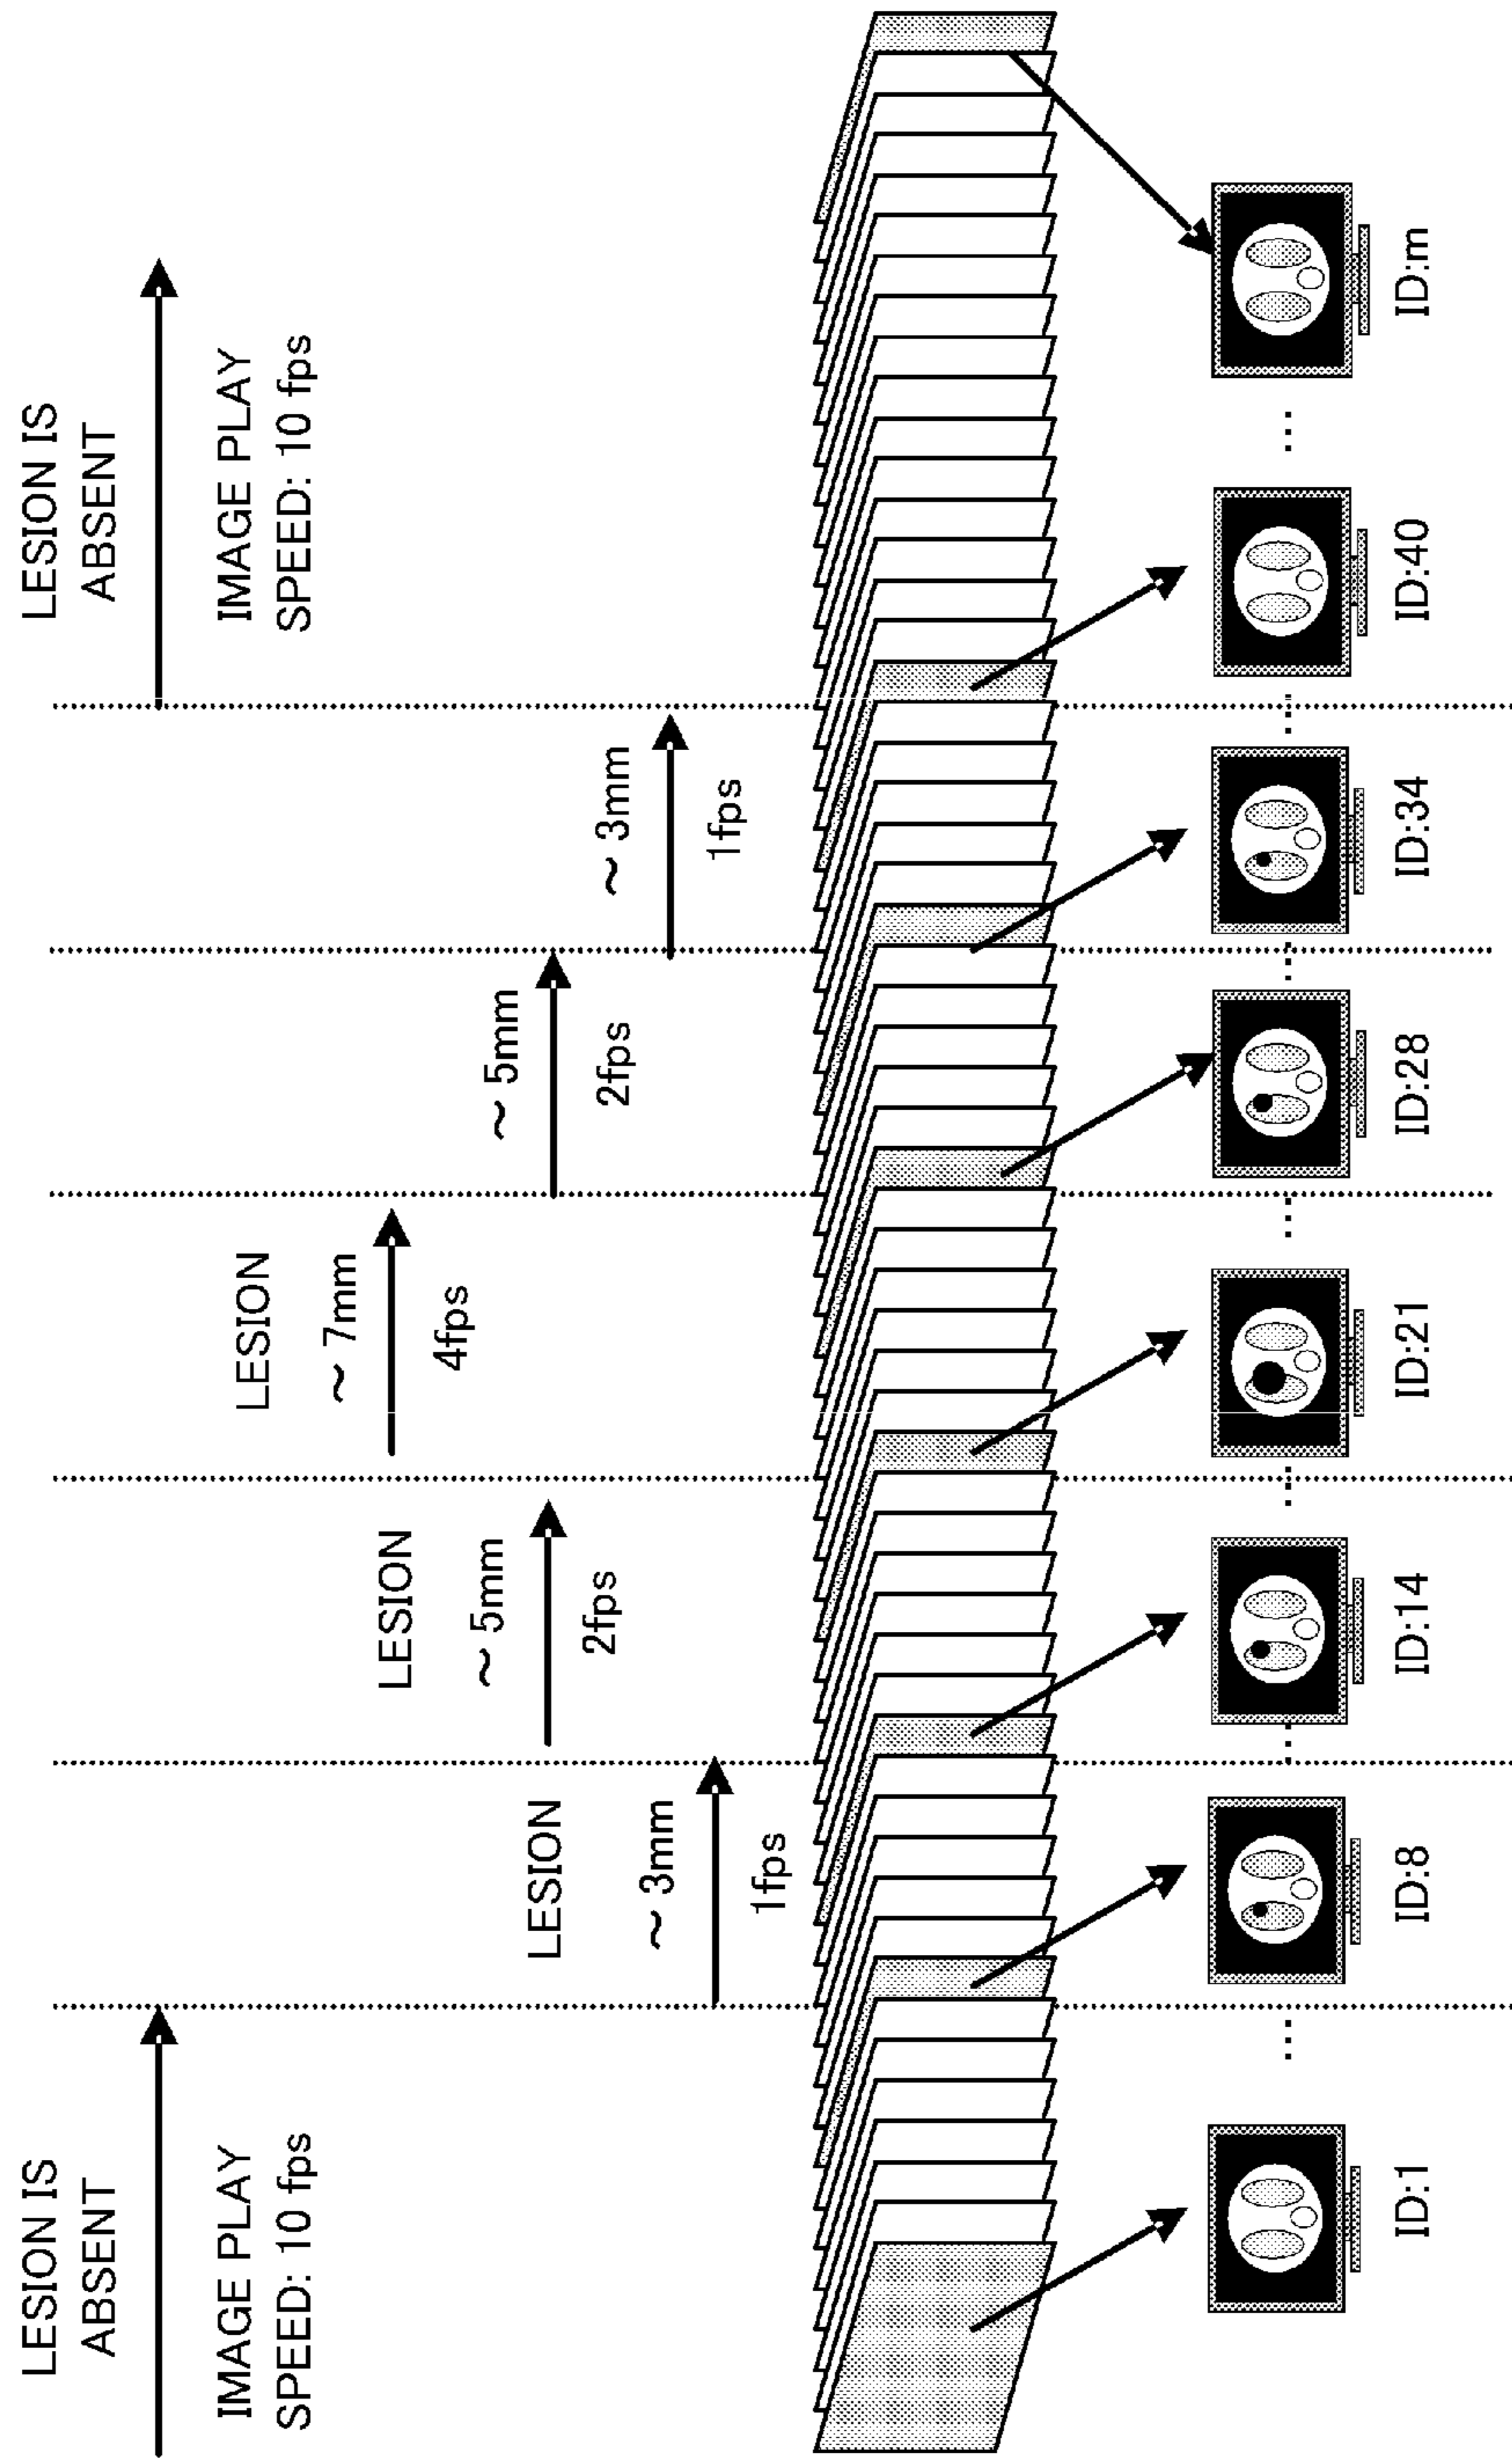 LESION IS
ABSENT
IMAGE PLAY
SPEED: 10 fps
LESION
~ 3mm
1fps
LESION
~ 5mm
2fps
LESION
~ 7mm
4fps
~ 5mm
2fps
~ 3mm
1fps
LESION IS
ABSENT
IMAGE PLAY
SPEED: 10 fps
ID:1
...
ID:8
...
ID:14
...
ID:21
...
ID:28
...
ID:34
...
ID:40
...
ID:m